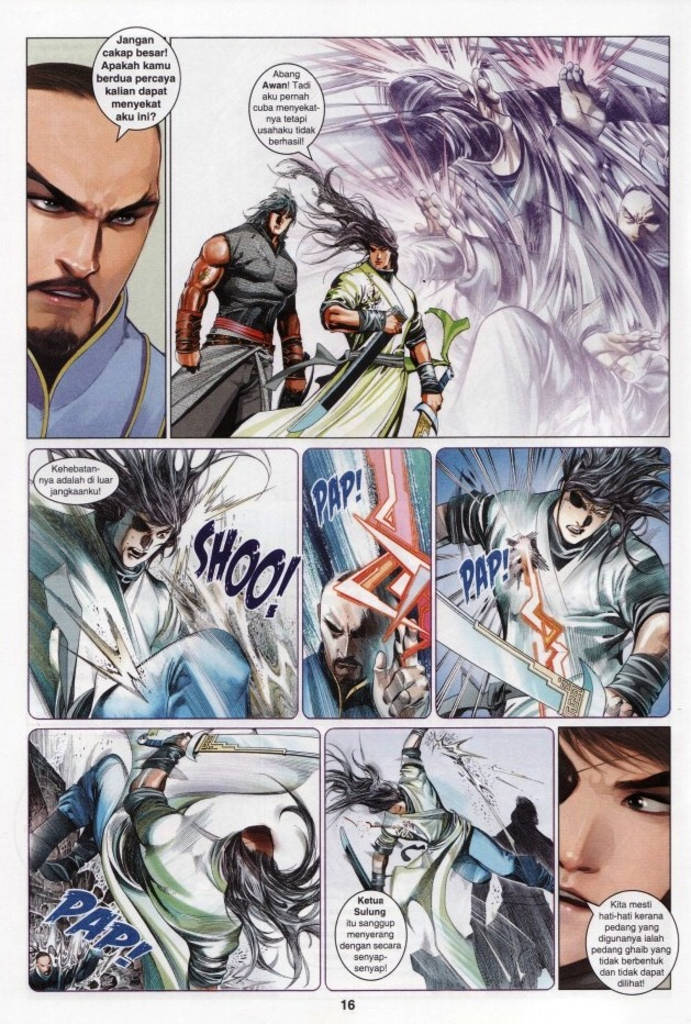 Jangan
cakap besar!
Apakah kamu
berdua percaya
kalian dapat
menyekat
aku ini?
Abang
Awan! Tadi
aku pernah
cuba menyekat-
nya tetapi
usahaku tidak
berhasil!
Kehebatan-
nya adalah di luar
jangkaanku!
SHOO!
PAP!
PAP!
PAP!
Ketua
Sulung
itu sanggup
menyerang
dengan secara
senyap-
senyap!
Kita mesti
hati-hati kerana
pedang yang
digunanya ialah
pedang ghaib yang
tidak berbentuk
dan tidak dapat
dilihat!
16